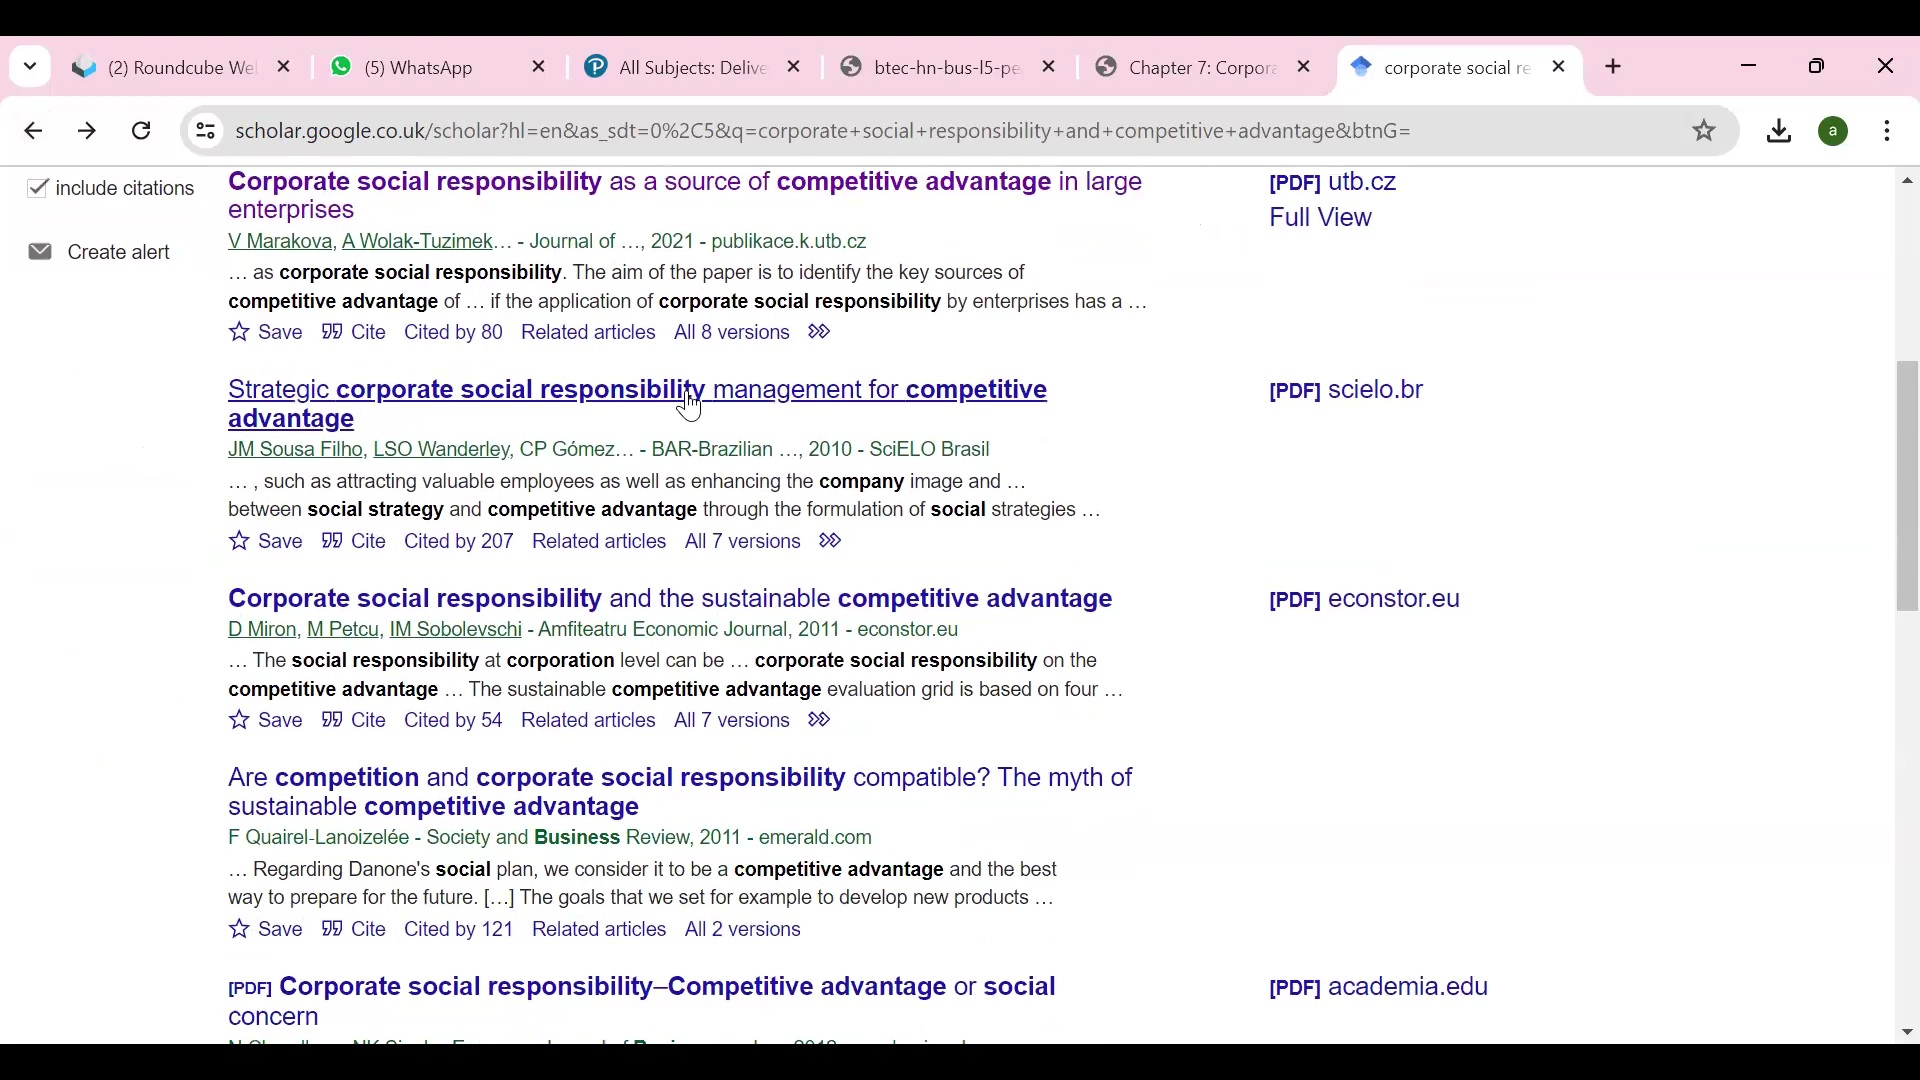 (2) Roundcube We
(5) WhatsApp
All Subjects: Delive
btec-hn-bus-l5-pe
Chapter 7: Corpora
corporate social re
scholar.google.co.uk/scholar?hl=en&as_sdt=0%2C5&q=corporate+social+responsibility+and+competitive+advantage&btnG=
a
include citations
Create alert
Corporate social responsibility as a source of competitive advantage in large
enterprises
V Marakova, A Wolak-Tuzimek... - Journal of ..., 2021 - publikace.k.utb.cz
... as corporate social responsibility. The aim of the paper is to identify the key sources of
competitive advantage of ... if the application of corporate social responsibility by enterprises has a ...
Save Cite Cited by 80 Related articles All 8 versions
[PDF] utb.cz
Full View
Strategic corporate social responsibility management for competitive
advantage
JM Sousa Filho, LSO Wanderley, CP Gómez... - BAR-Brazilian ..., 2010 - SciELO Brasil
... , such as attracting valuable employees as well as enhancing the company image and ...
between social strategy and competitive advantage through the formulation of social strategies ...
Save Cite Cited by 207 Related articles All 7 versions
[PDF] scielo.br
Corporate social responsibility and the sustainable competitive advantage
D Miron, M Petcu, IM Sobolevschi - Amfiteatru Economic Journal, 2011 - econstor.eu
... The social responsibility at corporation level can be ... corporate social responsibility on the
competitive advantage ... The sustainable competitive advantage evaluation grid is based on four ...
Save Cite Cited by 54 Related articles All 7 versions
[PDF] econstor.eu
Are competition and corporate social responsibility compatible? The myth of
sustainable competitive advantage
F Quairel-Lanoizelée - Society and Business Review, 2011 - emerald.com
... Regarding Danone's social plan, we consider it to be a competitive advantage and the best
way to prepare for the future. [...] The goals that we set for example to develop new products ...
Save Cite Cited by 121 Related articles All 2 versions
[PDF] Corporate social responsibility–Competitive advantage or social
concern
[PDF] academia.edu